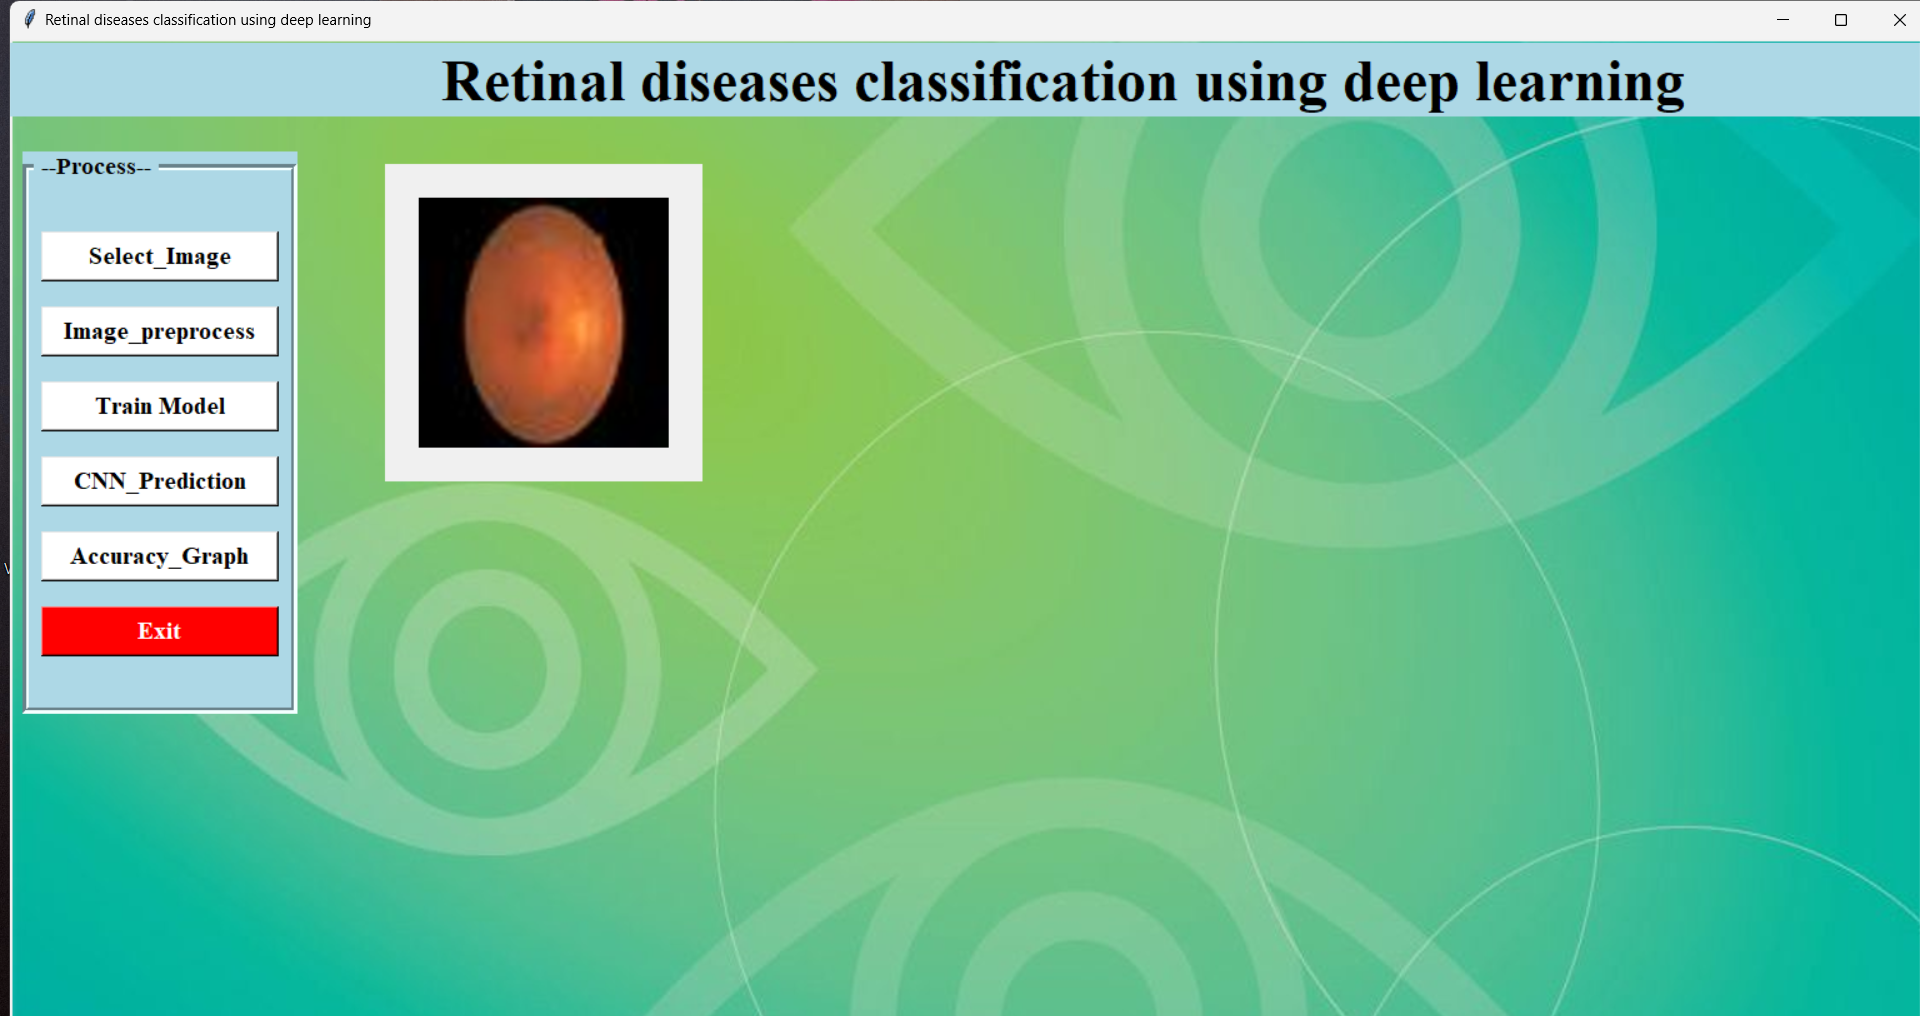 Retinal diseases classification using deep learning
Retinal diseases classification using deep learning
--Process--
Select_Image
Image_preprocess
Train Model
CNN_Prediction
Accuracy_Graph
Exit